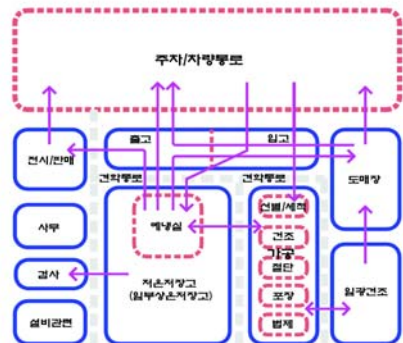 주차/차량통로
출고
입고
전시/판매
견학통로
견학통로
도매장
선별/세척
사무
예냉실
건조
가공
절단
검사
저온저장고
(일부상온저장고)
포장
일광건조
설비관련
법제